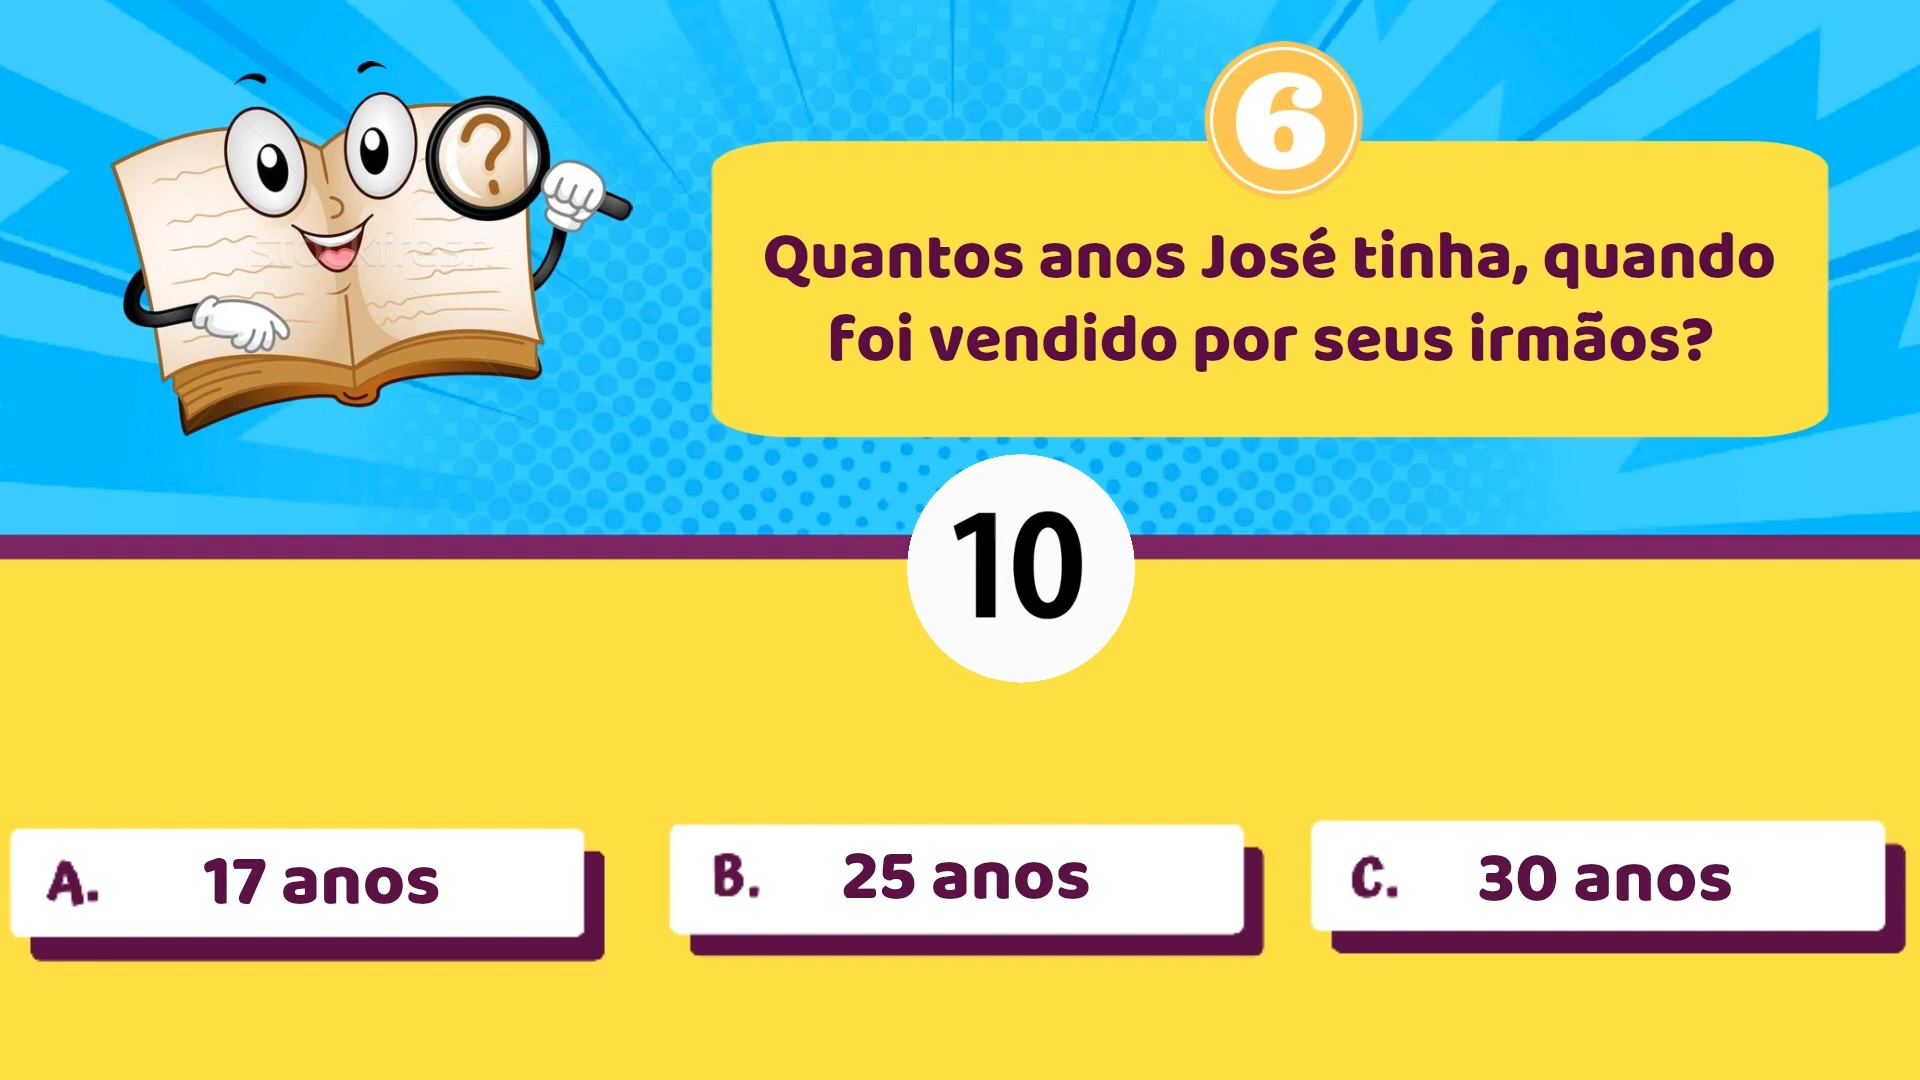 6
Quantos anos José tinha, quando
foi vendido por seus irmãos?
?
10
A. 17 anos
B. 25 anos
C. 30 anos